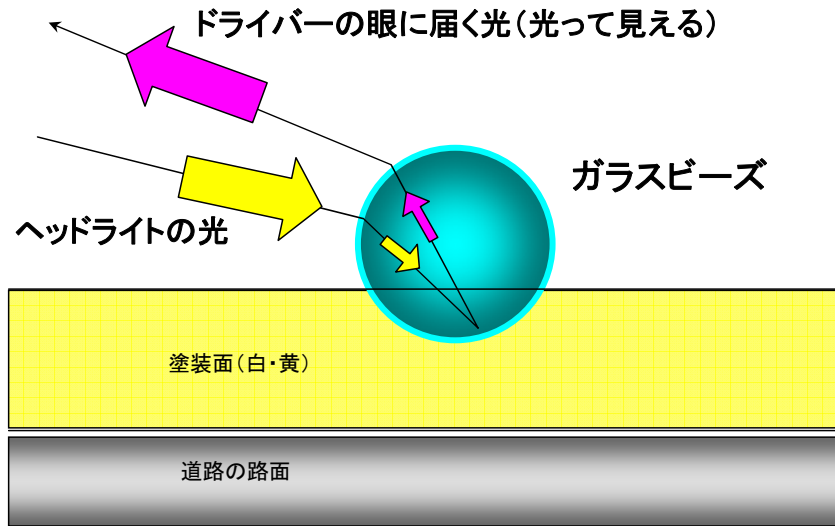 ドライバーの眼に届く光(光って見える)
ガラスビーズ
ヘッドライトの光
塗装面(白・黄)
道路の路面